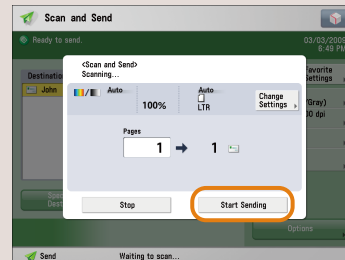 Scan and Send
Ready to send.
03/03/2009
6:49 PM
<Scan and Send>
Scanning...
Destination
John
Auto
100%
Auto
LTR
Change
Settings
Favorite
Settings
/Gray)
00 dpi
Pages
1
1
Stop
Start Sending
Spec
Dest
Options
Send
Waiting to scan...